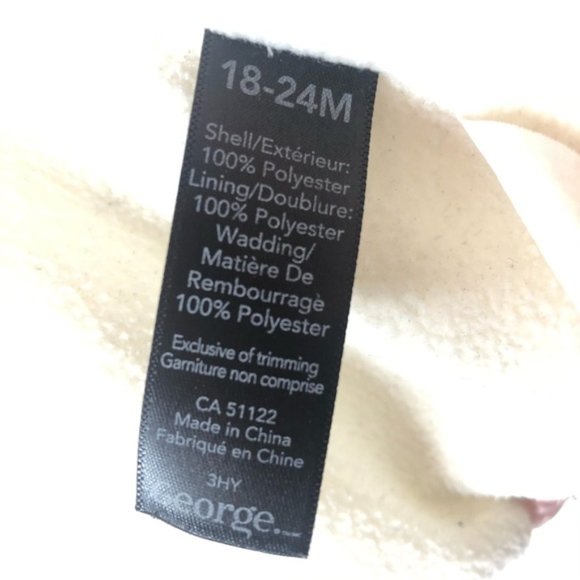 18-24M
Shell/Extérieur:
100% Polyester
Lining/Doublure:
100% Polyester
Wadding/
Matière De
Rembourragè
100% Polyester
Exclusive of trimming
Garniture non comprise
CA 51122
Made in China
Fabriqué en Chine
3HY
George.